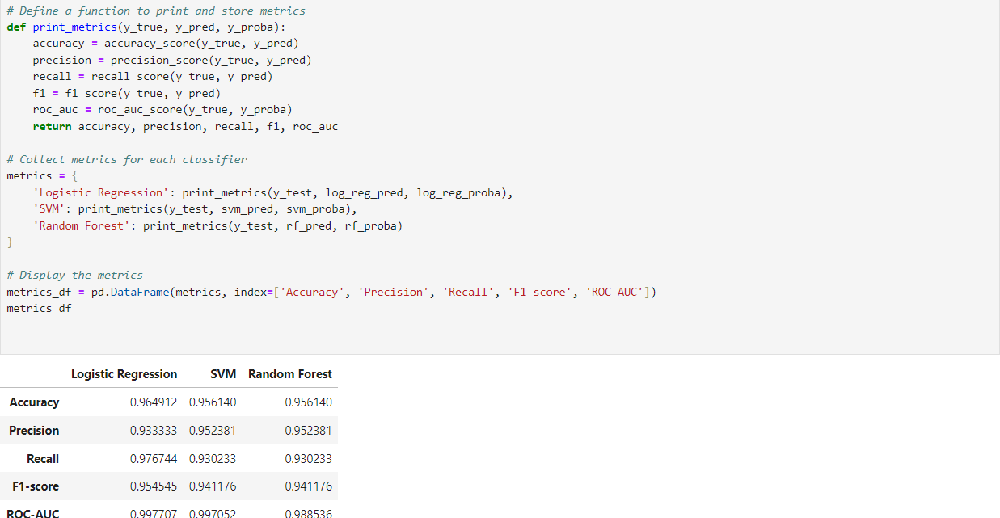 # Define a function to print and store metrics
def print_metrics(y_true, y_pred, y_proba):
    accuracy = accuracy_score(y_true, y_pred)
    precision = precision_score(y_true, y_pred)
    recall = recall_score(y_true, y_pred)
    f1 = f1_score(y_true, y_pred)
    roc_auc = roc_auc_score(y_true, y_proba)
    return accuracy, precision, recall, f1, roc_auc
# Collect metrics for each classifier
metrics = {
    'Logistic Regression': print_metrics(y_test, log_reg_pred, log_reg_proba),
    'SVM': print_metrics(y_test, svm_pred, svm_proba),
    'Random Forest': print_metrics(y_test, rf_pred, rf_proba)
}
# Display the metrics
metrics_df = pd.DataFrame(metrics, index=['Accuracy', 'Precision', 'Recall', 'F1-score', 'ROC-AUC'])
metrics_df
Logistic Regression SVM Random Forest
Accuracy 0.964912 0.956140 0.956140
Precision 0.933333 0.952381 0.952381
Recall 0.976744 0.930233 0.930233
F1-score 0.954545 0.941176 0.941176
ROC-AUC 0.997707 0.997052 0.988536